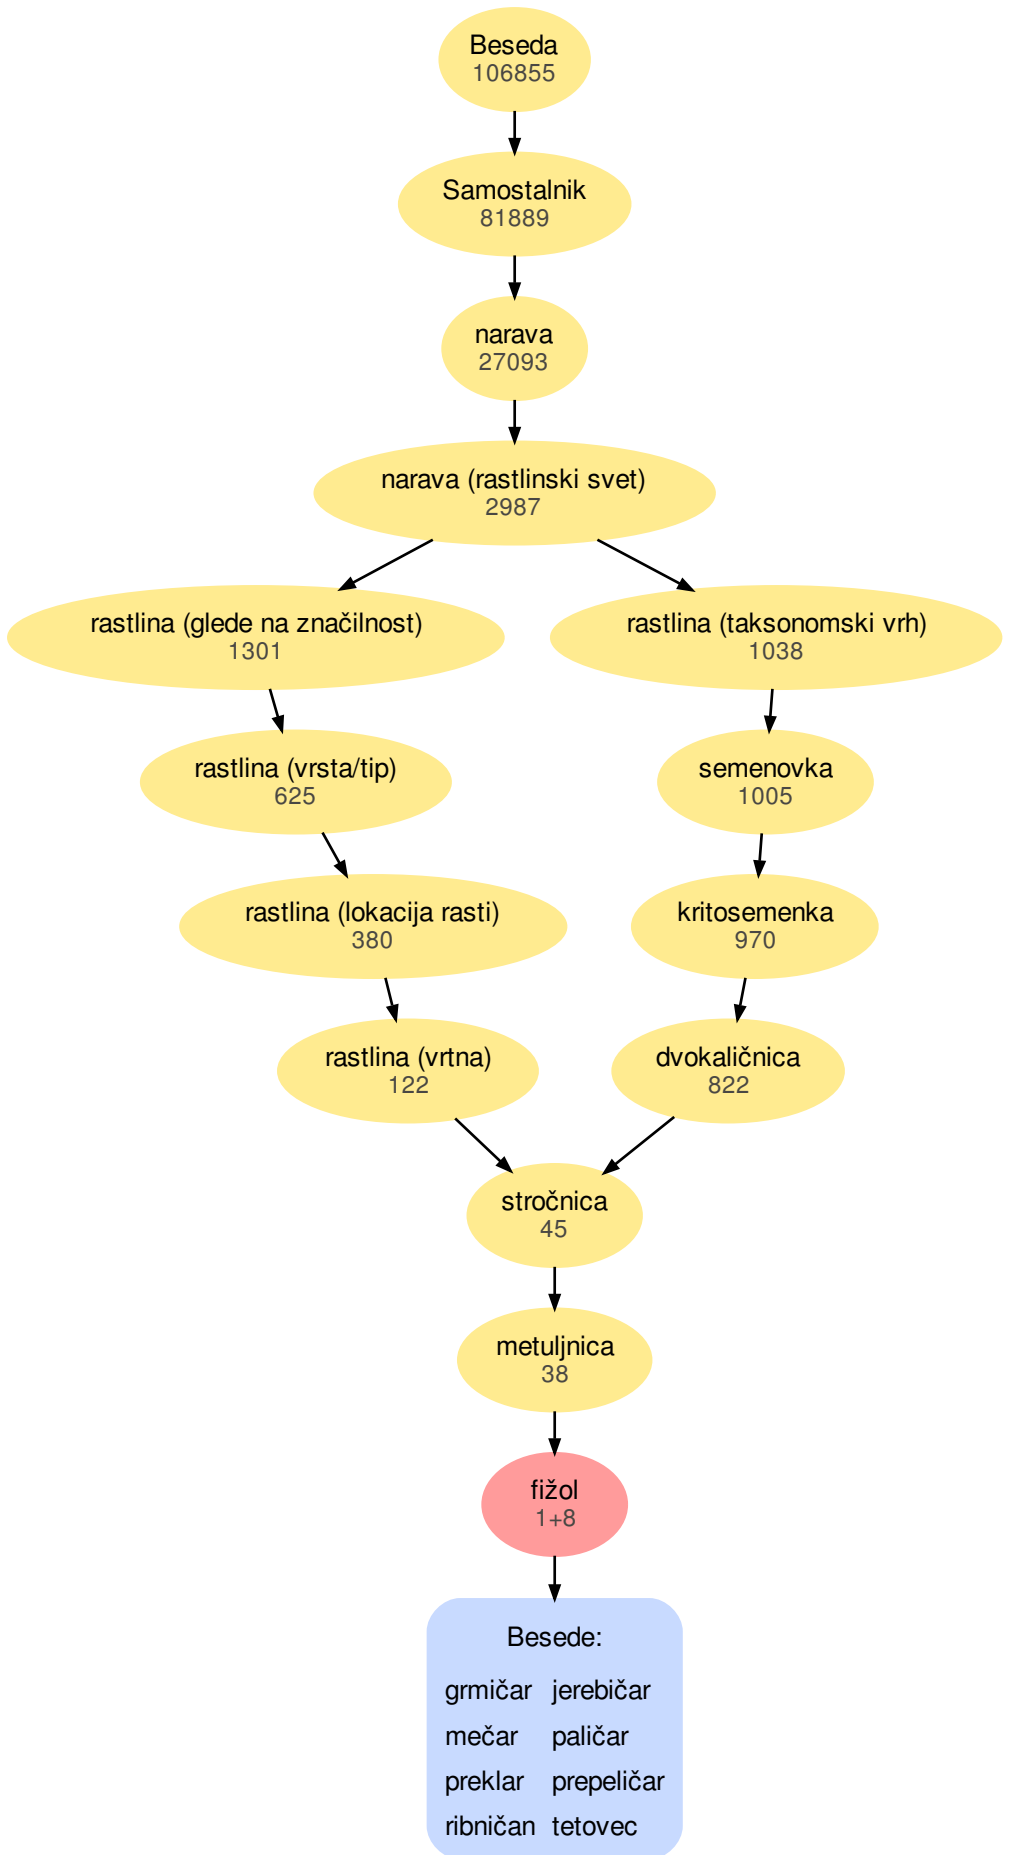 Beseda
106855
Samostalnik
81889
narava
27093
narava (rastlinski svet)
2987
rastlina (glede na značilnost)
1301
rastlina (taksonomski vrh)
1038
rastlina (vrsta/tip)
625
semenovka
1005
rastlina (lokacija rasti)
380
kritosemenka
970
rastlina (vrtna)
122
dvokaličnica
822
stročnica
45
metuljnica
38
fižol
1+8
Besede:
grmičar jerebičar
mečar paličar
preklar prepeličar
ribničan tetovec